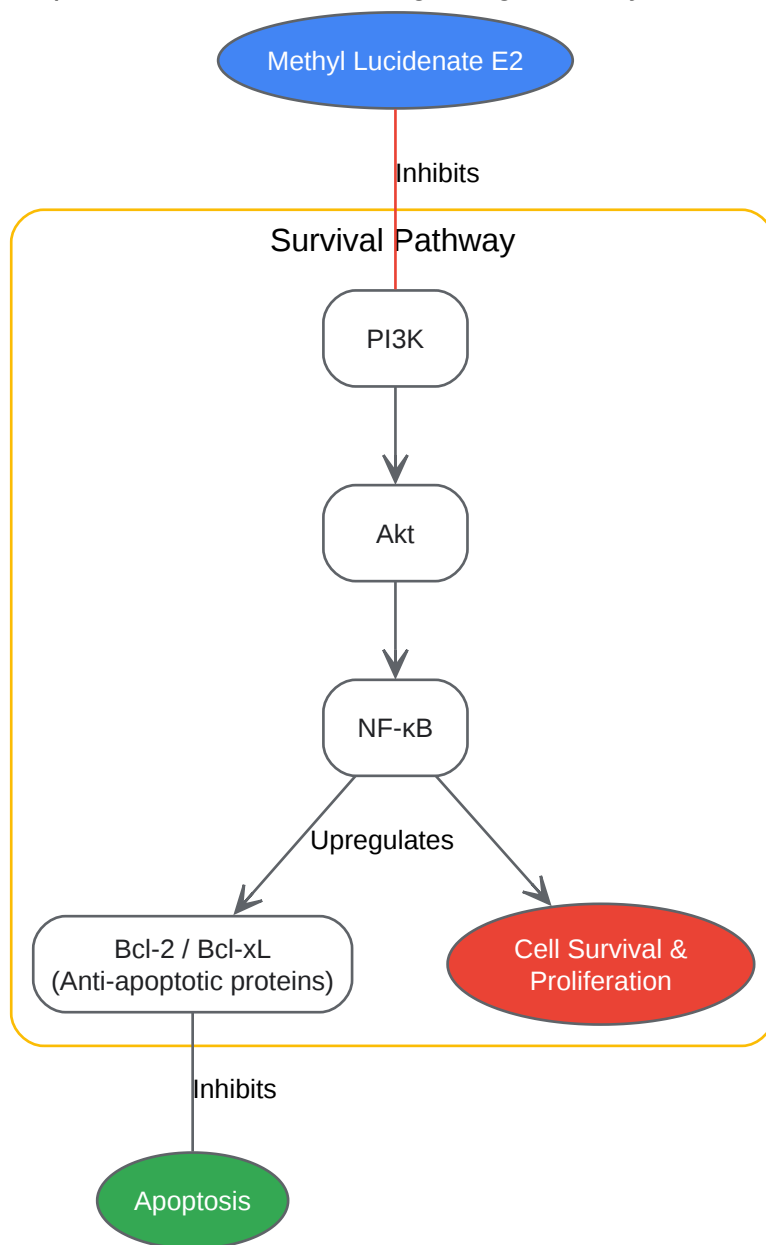 Methyl Lucidenate E2
Inhibits
Survival Pathway
PI3K
Akt
NF-κB
Upregulates
Bcl-2 / Bcl-xL
(Anti-apoptotic proteins)
Cell Survival &
Proliferation
Inhibits
Apoptosis